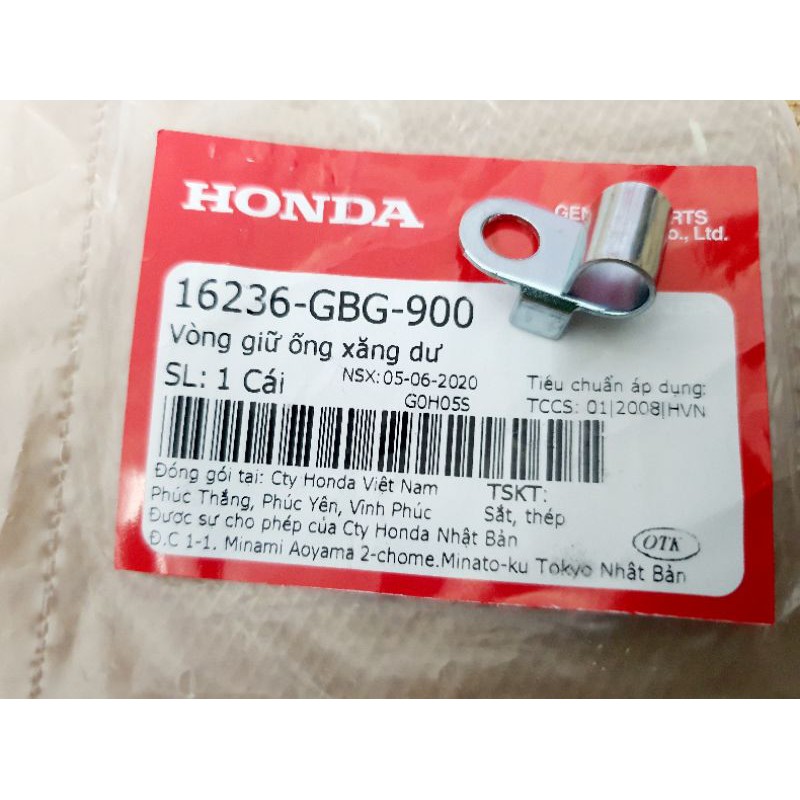 HONDA
GEN RTS
o., Ltd.
16236-GBG-900
Vòng giữ ống xăng dư
SL: 1 Cái
NSX: 05-06-2020
G0H05S
Tiêu chuẩn áp dụng:
TCCS: 01|2008|HVN
Đóng gói tại: Cty Honda Việt Nam
Phúc Thắng, Phúc Yên, Vĩnh Phúc
TSKT:
Sắt, thép
Được sự cho phép của Cty Honda Nhật Bản
Đ.C 1-1. Minami Aoyama 2-chome.Minato-ku Tokyo Nhật Bản
OTK